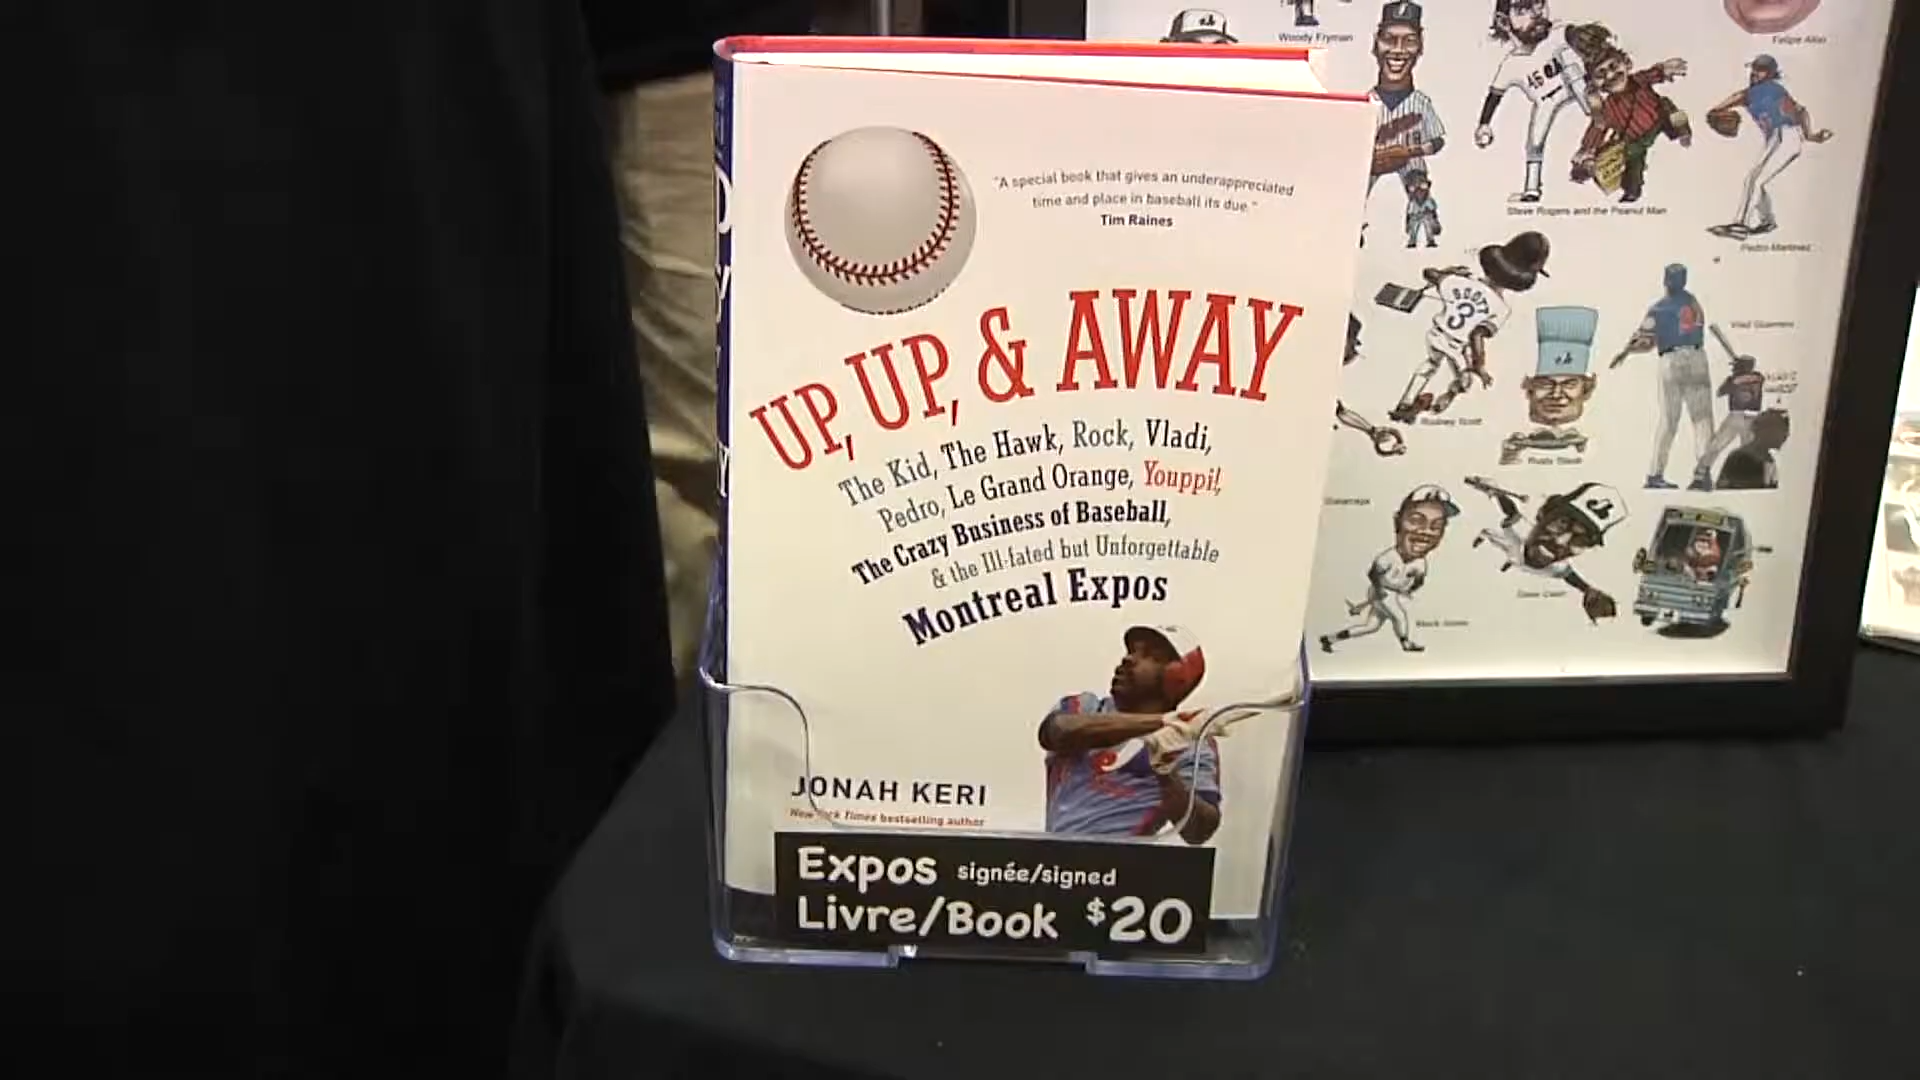 "A special book that gives an underappreciated
time and place in baseball its due."
Tim Raines
UP, UP, & AWAY
The Kid, The Hawk, Rock, Vladi,
Pedro, Le Grand Orange, Youppi!,
The Crazy Business of Baseball,
& the Ill-fated but Unforgettable
Montreal Expos
JONAH KERI
New York Times bestselling author
Expos signée/signed
Livre/Book $20
Woody Fryman
Felipe Alou
Steve Rogers and the Peanut Man
Pedro Martinez
SCOTT
3
Vlad Guerrero
Rodney Scott
Rusty Staub
Galarraga